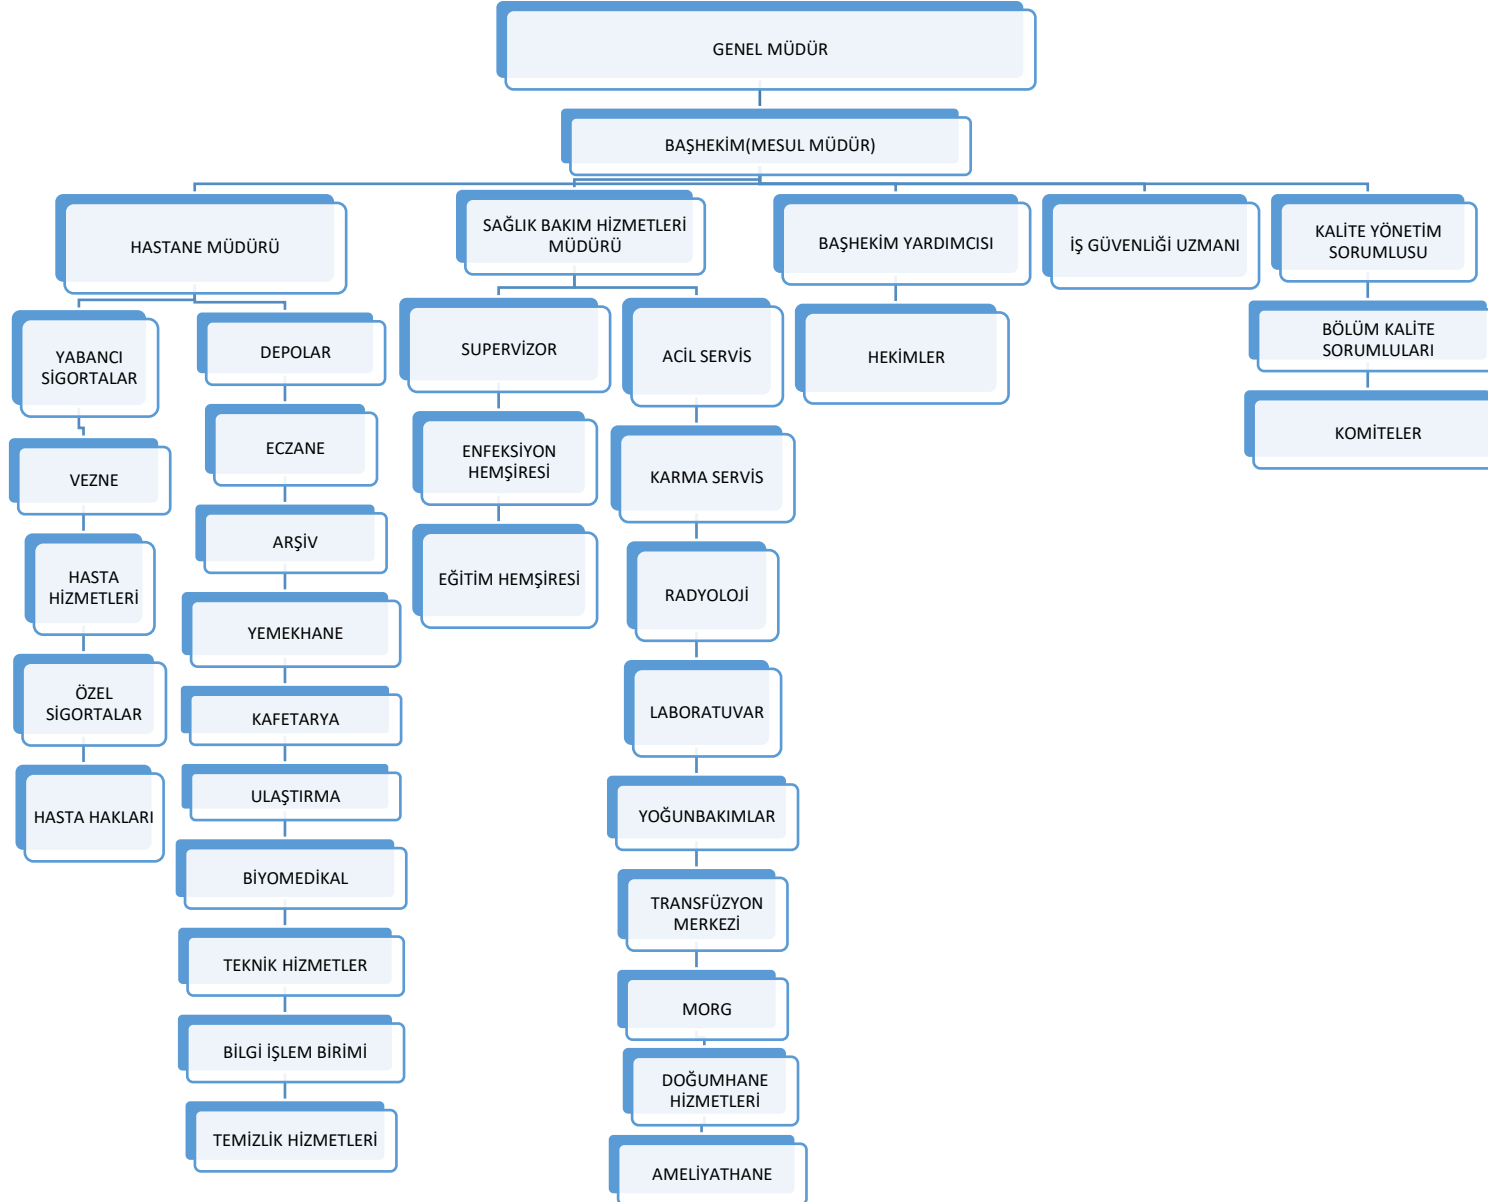 GENEL MÜDÜR
BAŞHEKİM(MESUL MÜDÜR)
HASTANE MÜDÜRÜ
SAĞLIK BAKIM HİZMETLERİ
MÜDÜRÜ
BAŞHEKİM YARDIMCISI
İŞ GÜVENLİĞİ UZMANI
KALİTE YÖNETİM
SORUMLUSU
YABANCI
SİGORTALAR
VEZNE
HASTA
HİZMETLERİ
ÖZEL
SİGORTALAR
HASTA HAKLARI
DEPOLAR
ECZANE
ARŞİV
YEMEKHANE
KAFETARYA
ULAŞTIRMA
BİYOMEDİKAL
TEKNİK HİZMETLER
BİLGİ İŞLEM BİRİMİ
TEMİZLİK HİZMETLERİ
SUPERVİZOR
ENFEKSİYON
HEMŞİRESİ
EĞİTİM HEMŞİRESİ
ACİL SERVİS
KARMA SERVİS
RADYOLOJİ
LABORATUVAR
YOĞUNBAKIMLAR
TRANSFÜZYON
MERKEZİ
MORG
DOĞUMHANE
HİZMETLERİ
AMELİYATHANE
HEKİMLER
BÖLÜM KALİTE
SORUMLULARI
KOMİTELER